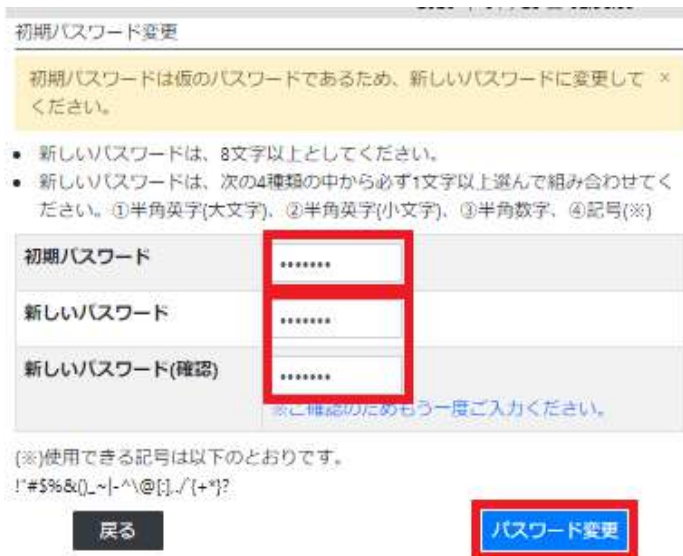 初期パスワード変更
初期パスワードは仮のパスワードであるため、新しいパスワードに変更して ×
ください。
• 新しいパスワードは、8文字以上としてください。
• 新しいパスワードは、次の4種類の中から必ず1文字以上選んで組み合わせてく
ださい。①半角英字(大文字)、②半角英字(小文字)、③半角数字、④記号(※)
初期パスワード •••••••
新しいパスワード •••••••
新しいパスワード(確認) •••••••
※ご確認のためもう一度ご入力ください。
(※)使用できる記号は以下のとおりです。
!"#$%&()_~|-^\@[:],./`{+*}?
戻る パスワード変更